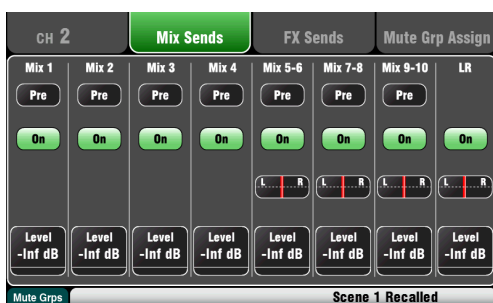 CH 2 Mix Sends FX Sends Mute Grp Assign
Mix 1 Mix 2 Mix 3 Mix 4 Mix 5-6 Mix 7-8 Mix 9-10 LR
Pre Pre Pre Pre Pre Pre Pre
On On On On On On On On
L R L R L R L R
Level Level Level Level Level Level Level Level
-Inf dB -Inf dB -Inf dB -Inf dB -Inf dB -Inf dB -Inf dB -Inf dB
Mute Grps Scene 1 Recalled